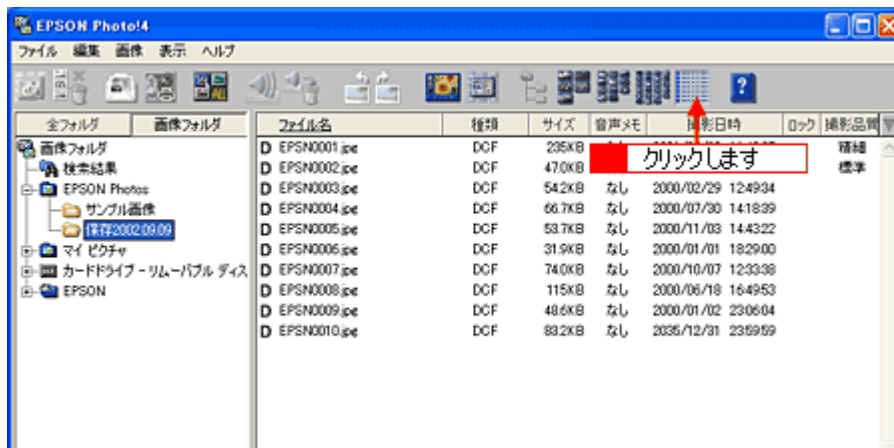 EPSON Photo!4
ファイル 編集 画像 表示 ヘルプ
全フォルダ 画像フォルダ
ファイル名 種類 サイズ 音声メモ 撮影日時 ロック 撮影品質
画像フォルダ
検索結果
EPSON Photos
サンプル画像
保存2002.09.09
マイ ピクチャ
カードドライブ - リムーバブル ディス
EPSON
D EPSN0001.jpe DCF 235KB 精細
クリックします
D EPSN0002.jpe DCF 47.0KB 標準
D EPSN0003.jpe DCF 54.2KB なし 2000/02/29 12:49:34
D EPSN0004.jpe DCF 66.7KB なし 2000/07/30 14:18:39
D EPSN0005.jpe DCF 53.7KB なし 2000/11/03 14:43:22
D EPSN0006.jpe DCF 31.9KB なし 2000/01/01 18:29:00
D EPSN0007.jpe DCF 74.0KB なし 2000/10/07 12:33:38
D EPSN0008.jpe DCF 115KB なし 2000/06/18 16:49:53
D EPSN0009.jpe DCF 48.6KB なし 2000/01/02 23:06:04
D EPSN0010.jpe DCF 83.2KB なし 2035/12/31 23:59:59